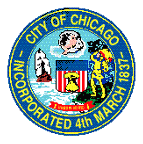 CITY OF CHICAGO
INCORPORATED 4th MARCH 1837